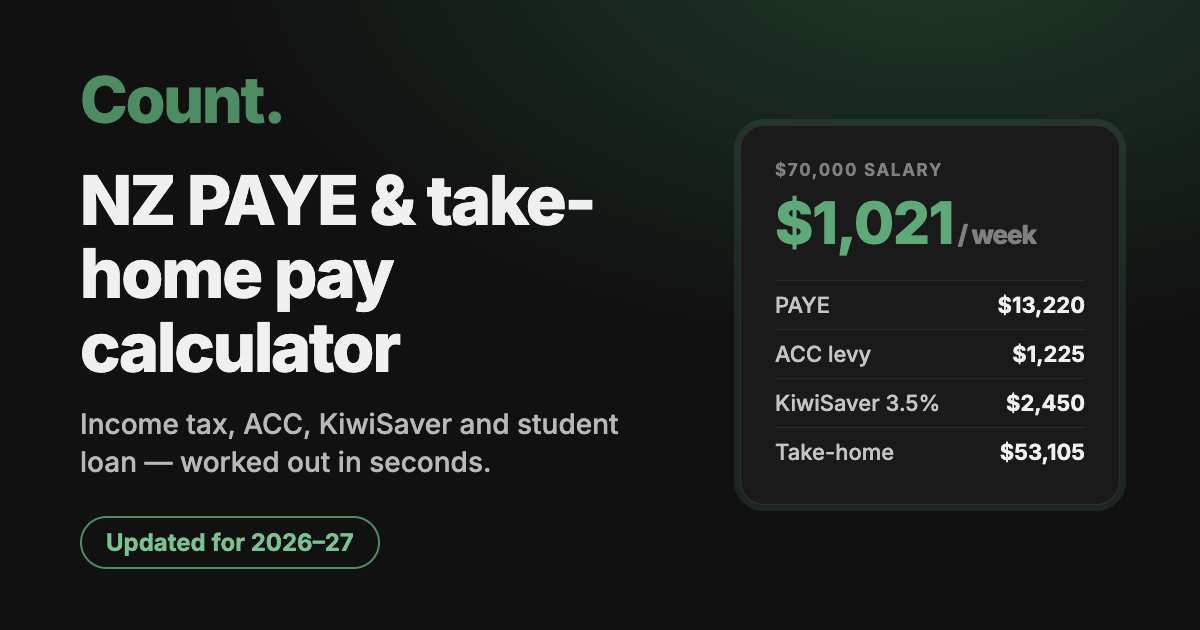 Count.
NZ PAYE & take-
home pay
calculator
Income tax, ACC, KiwiSaver and student
loan — worked out in seconds.
Updated for 2026–27
$70,000 SALARY
$1,021 / week
PAYE $13,220
ACC levy $1,225
KiwiSaver 3.5% $2,450
Take-home $53,105